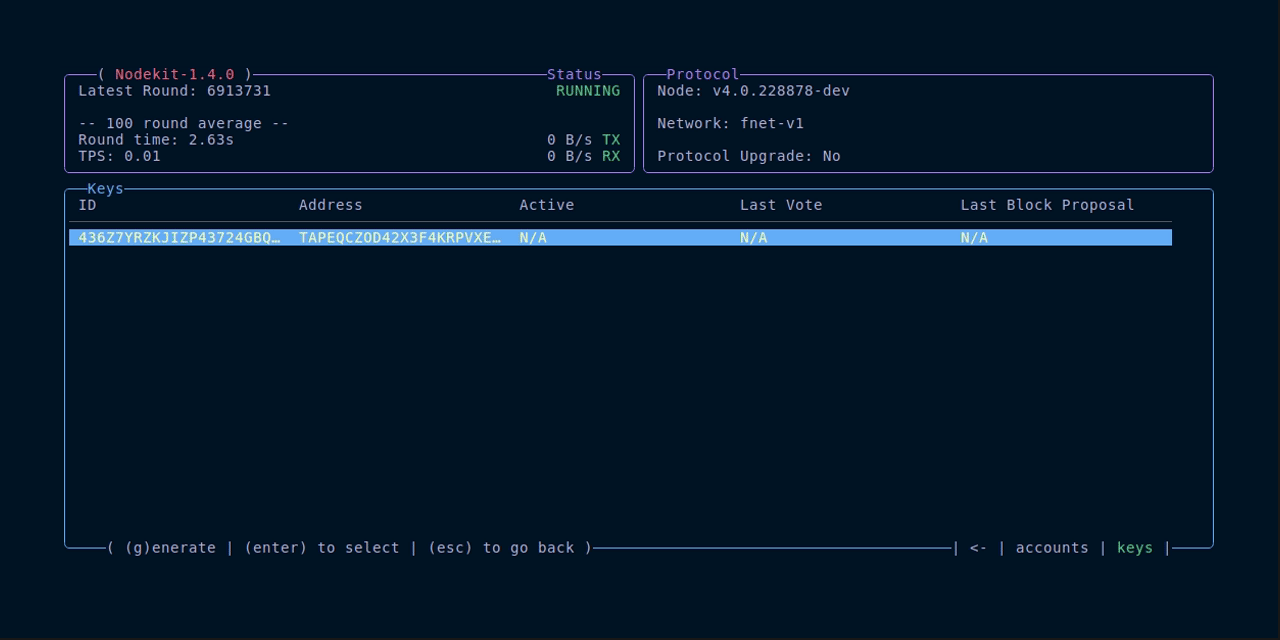 ( Nodekit-1.4.0 ) Status
Latest Round: 6913731 RUNNING
-- 100 round average --
Round time: 2.63s 0 B/s TX
TPS: 0.01 0 B/s RX
Protocol
Node: v4.0.228878-dev
Network: fnet-v1
Protocol Upgrade: No
Keys
ID Address Active Last Vote Last Block Proposal
436Z7YRZKJIZP43724GBQ… TAPEQCZOD42X3F4KRPVXE… N/A N/A N/A
( (g)enerate | (enter) to select | (esc) to go back ) | <- | accounts | keys |